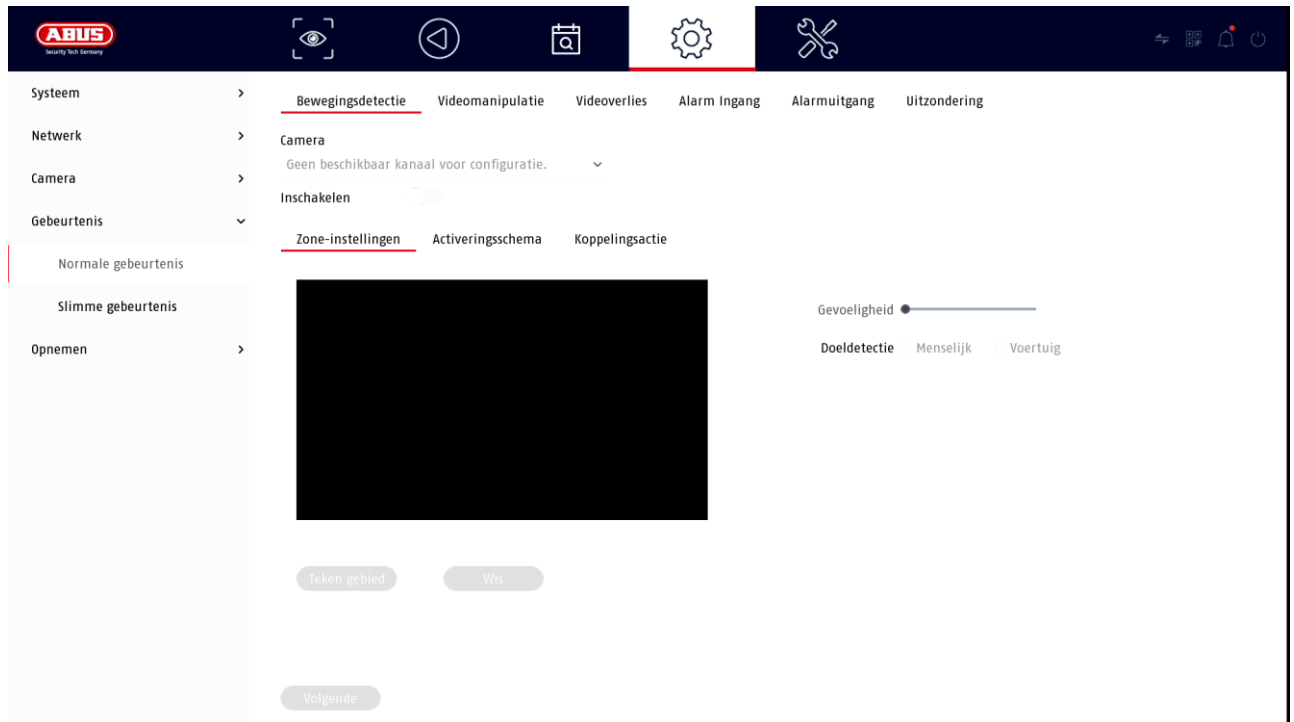 ABUS
Security Tech Germany
Systeem
Netwerk
Camera
Gebeurtenis
Normale gebeurtenis
Slimme gebeurtenis
Opnemen
Bewegingsdetectie Videomanipulatie Videoverlies Alarm Ingang Alarmuitgang Uitzondering
Camera
Geen beschikbaar kanaal voor configuratie.
Inschakelen
Zone-instellingen Activeringsschema Koppelingsactie
Gevoeligheid
Doeldetectie Menselijk Voertuig
Teken gebied Wis
Volgende